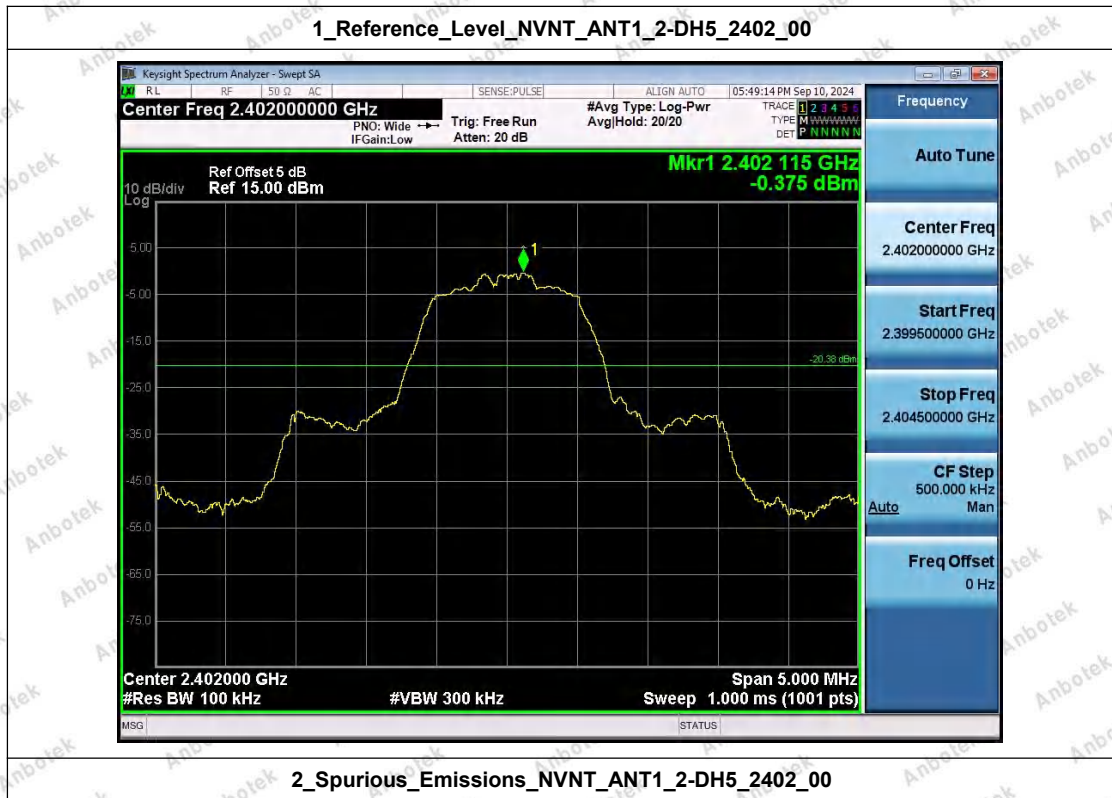 1_Reference_Level_NVNT_ANT1_2-DH5_2402_00
Keysight Spectrum Analyzer - Swept SA
LXI RL RF 50 Ω AC SENSE:PULSE ALIGN AUTO 05:49:14 PM Sep 10, 2024
Center Freq 2.402000000 GHz
PNO: Wide
IFGain:Low
Trig: Free Run
Atten: 20 dB
#Avg Type: Log-Pwr
Avg|Hold: 20/20
TRACE 1 2 3 4 5 6
TYPE M WWWWW
DET P N N N N N
Frequency
Auto Tune
Center Freq
2.402000000 GHz
Start Freq
2.399500000 GHz
Stop Freq
2.404500000 GHz
CF Step
500.000 kHz
Auto Man
Freq Offset
0 Hz
Mkr1 2.402 115 GHz
-0.375 dBm
Ref Offset 5 dB
10 dB/div Ref 15.00 dBm
Log
5.00
-5.00
-15.0
-25.0
-35.0
-45.0
-55.0
-65.0
-75.0
1
-20.38 dBm
Center 2.402000 GHz Span 5.000 MHz
#Res BW 100 kHz #VBW 300 kHz Sweep 1.000 ms (1001 pts)
MSG STATUS
2_Spurious_Emissions_NVNT_ANT1_2-DH5_2402_00
Anbotek